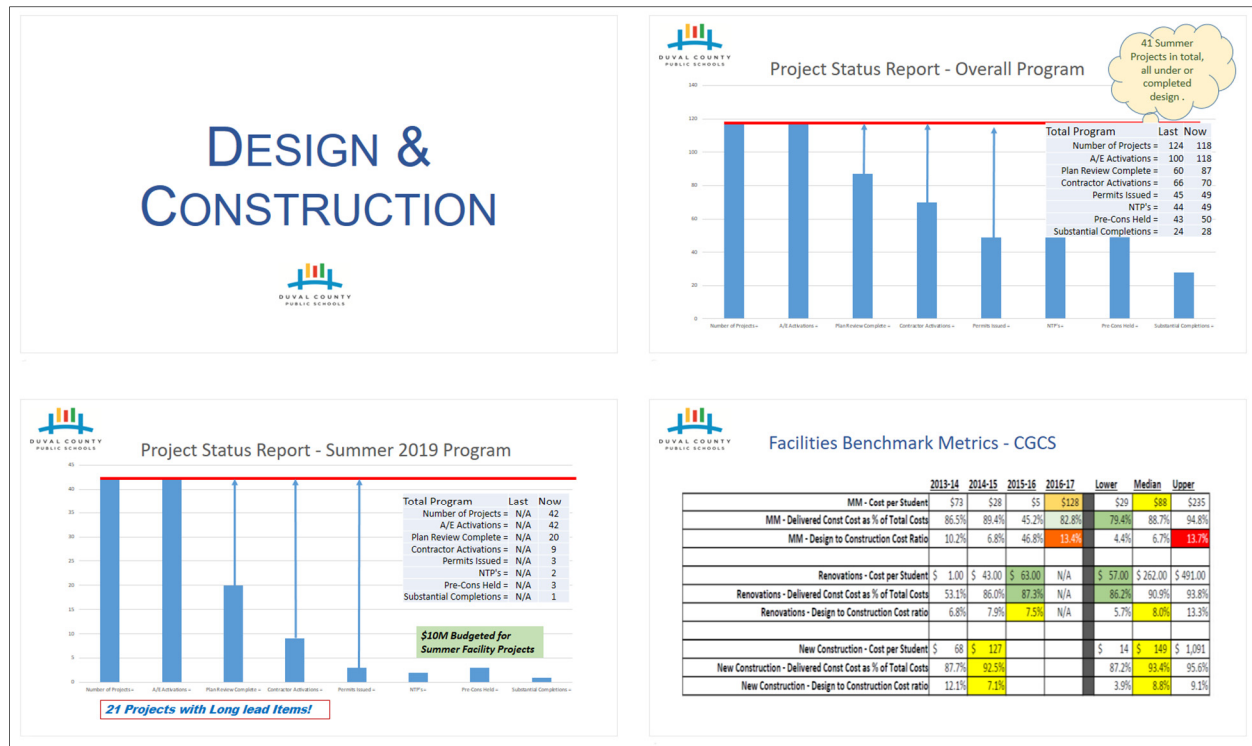 DESIGN &
CONSTRUCTION
DUVAL COUNTY
PUBLIC SCHOOLS
DUVAL COUNTY
PUBLIC SCHOOLS
Project Status Report - Overall Program
41 Summer
Projects in total,
all under or
completed
design .
140
120
100
80
60
40
20
0
Total Program Last Now
Number of Projects = 124 118
A/E Activations = 100 118
Plan Review Complete = 60 87
Contractor Activations = 66 70
Permits Issued = 45 49
NTP's = 44 49
Pre-Cons Held = 43 50
Substantial Completions = 24 28
Number of Projects = A/E Activations = Plan Review Complete = Contractor Activations = Permits Issued = NTP's = Pre-Cons Held = Substantial Completions =
DUVAL COUNTY
PUBLIC SCHOOLS
Project Status Report - Summer 2019 Program
45
40
35
30
25
20
15
10
5
0
Total Program Last Now
Number of Projects = N/A 42
A/E Activations = N/A 42
Plan Review Complete = N/A 20
Contractor Activations = N/A 9
Permits Issued = N/A 3
NTP's = N/A 2
Pre-Cons Held = N/A 3
Substantial Completions = N/A 1
$10M Budgeted for
Summer Facility Projects
Number of Projects = A/E Activations = Plan Review Complete = Contractor Activations = Permits Issued = NTP's = Pre-Cons Held = Substantial Completions =
21 Projects with Long lead Items!
DUVAL COUNTY
PUBLIC SCHOOLS
Facilities Benchmark Metrics - CGCS
2013-14 2014-15 2015-16 2016-17 Lower Median Upper
MM - Cost per Student $73 $28 $5 $128 $29 $88 $235
MM - Delivered Const Cost as % of Total Costs 86.5% 89.4% 45.2% 82.8% 79.4% 88.7% 94.8%
MM - Design to Construction Cost Ratio 10.2% 6.8% 46.8% 13.4% 4.4% 6.7% 13.7%
Renovations - Cost per Student $ 1.00 $ 43.00 $ 63.00 N/A $ 57.00 $ 262.00 $ 491.00
Renovations - Delivered Const Cost as % of Total Costs 53.1% 86.0% 87.3% N/A 86.2% 90.9% 93.8%
Renovations - Design to Construction Cost ratio 6.8% 7.9% 7.5% N/A 5.7% 8.0% 13.3%
New Construction - Cost per Student $ 68 $ 127 $ 14 $ 149 $ 1,091
New Construction - Delivered Const Cost as % of Total Costs 87.7% 92.5% 87.2% 93.4% 95.6%
New Construction - Design to Construction Cost ratio 12.1% 7.1% 3.9% 8.8% 9.1%